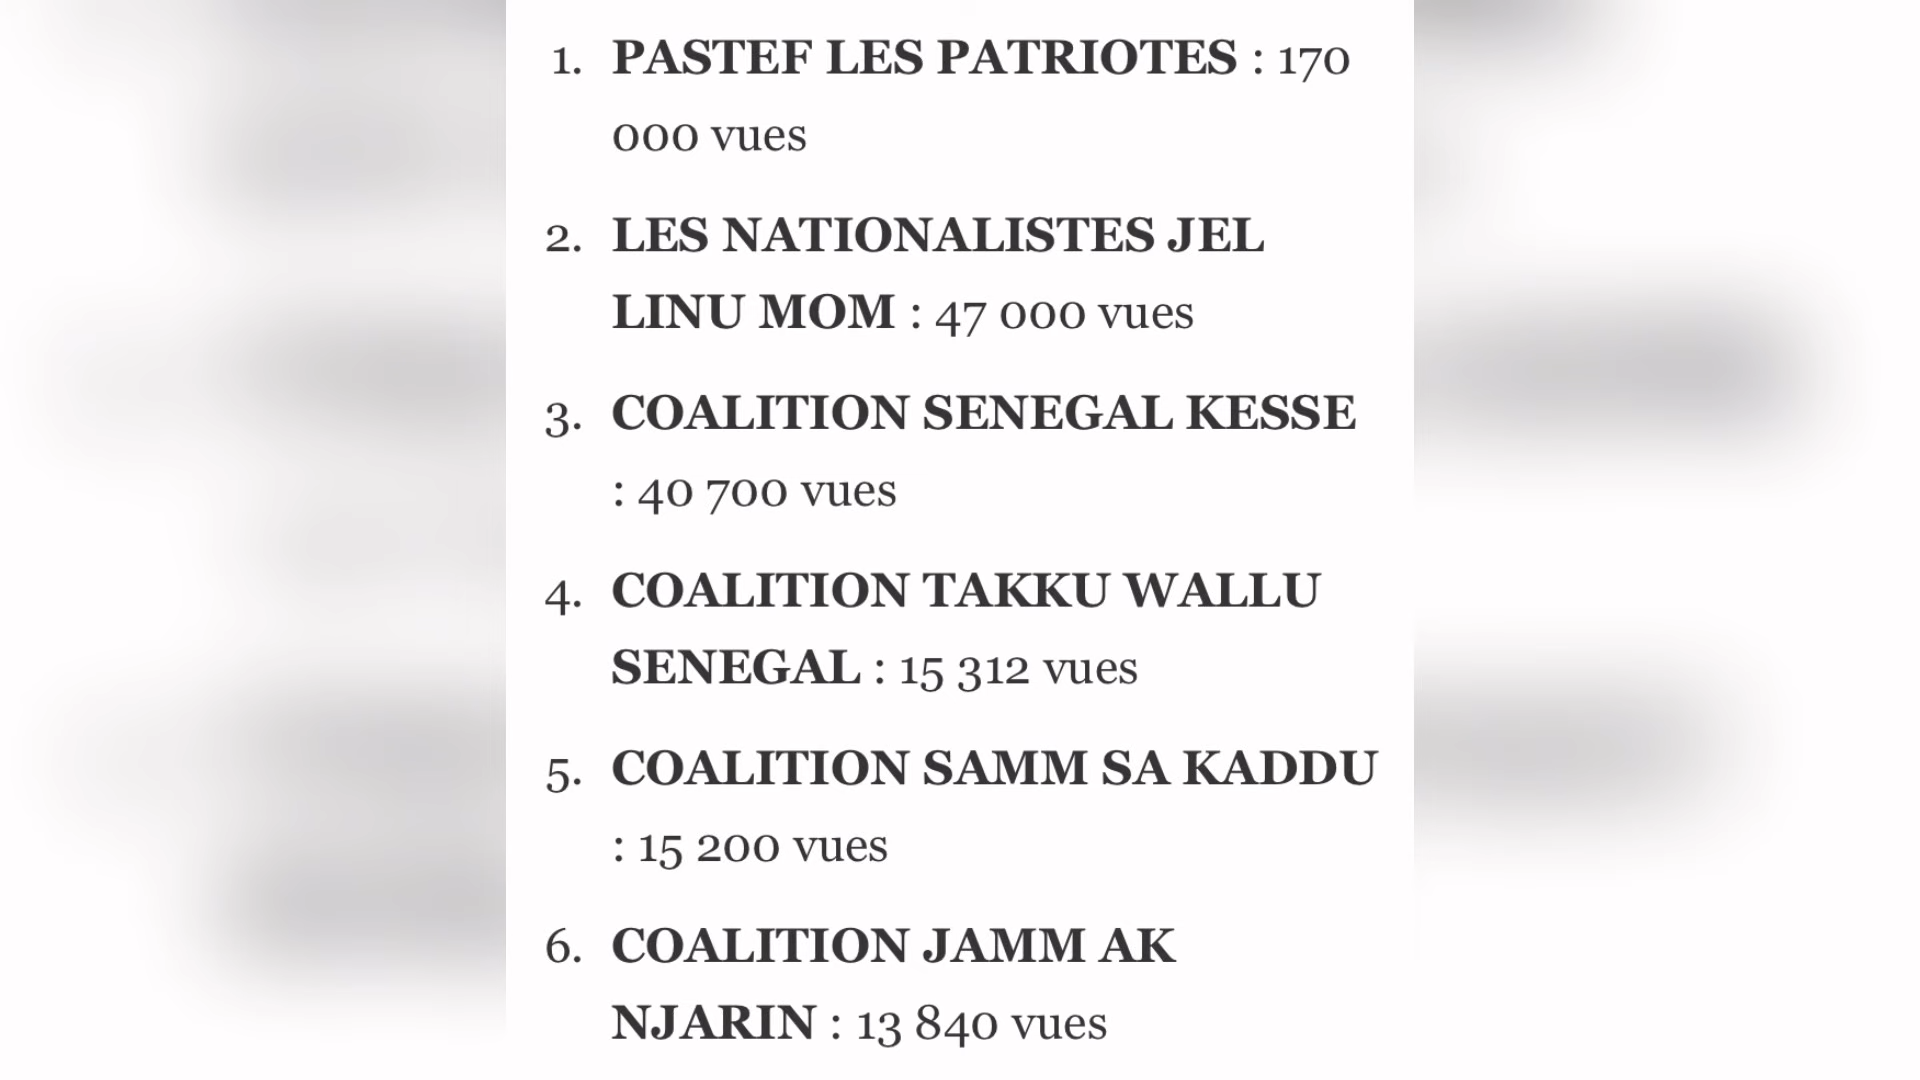 1. PASTEF LES PATRIOTES : 170
000 vues
2. LES NATIONALISTES JEL
LINU MOM : 47 000 vues
3. COALITION SENEGAL KESSE
: 40 700 vues
4. COALITION TAKKU WALLU
SENEGAL : 15 312 vues
5. COALITION SAMM SA KADDU
: 15 200 vues
6. COALITION JAMM AK
NJARIN : 13 840 vues